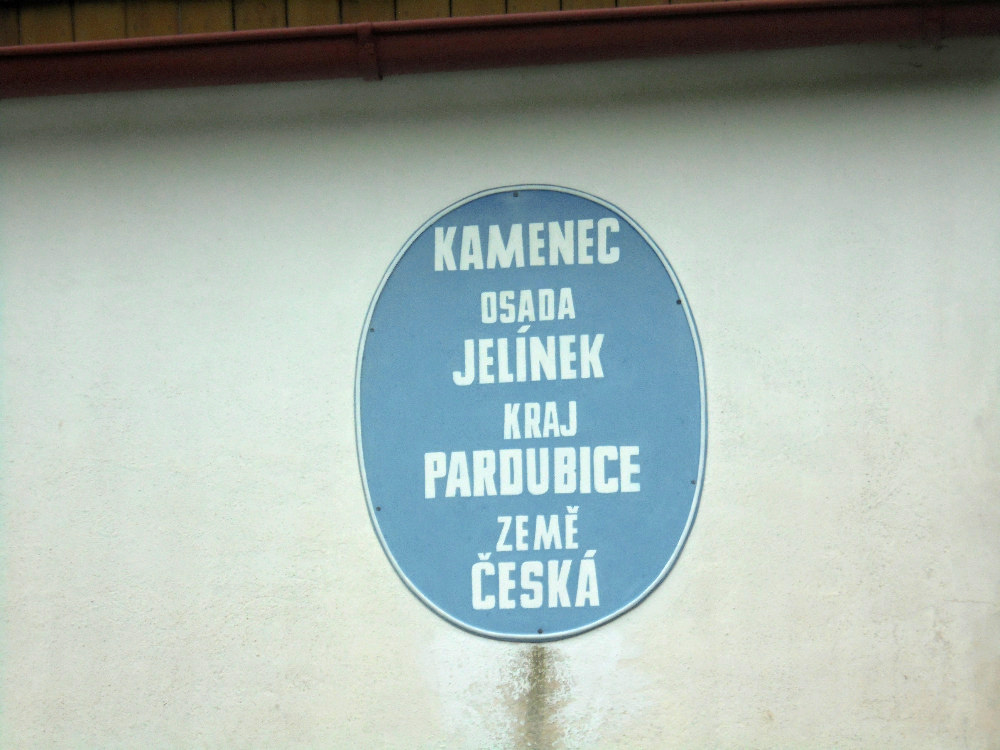 KAMENEC
OSADA
JELÍNEK
KRAJ
PARDUBICE
ZEMĚ
ČESKÁ